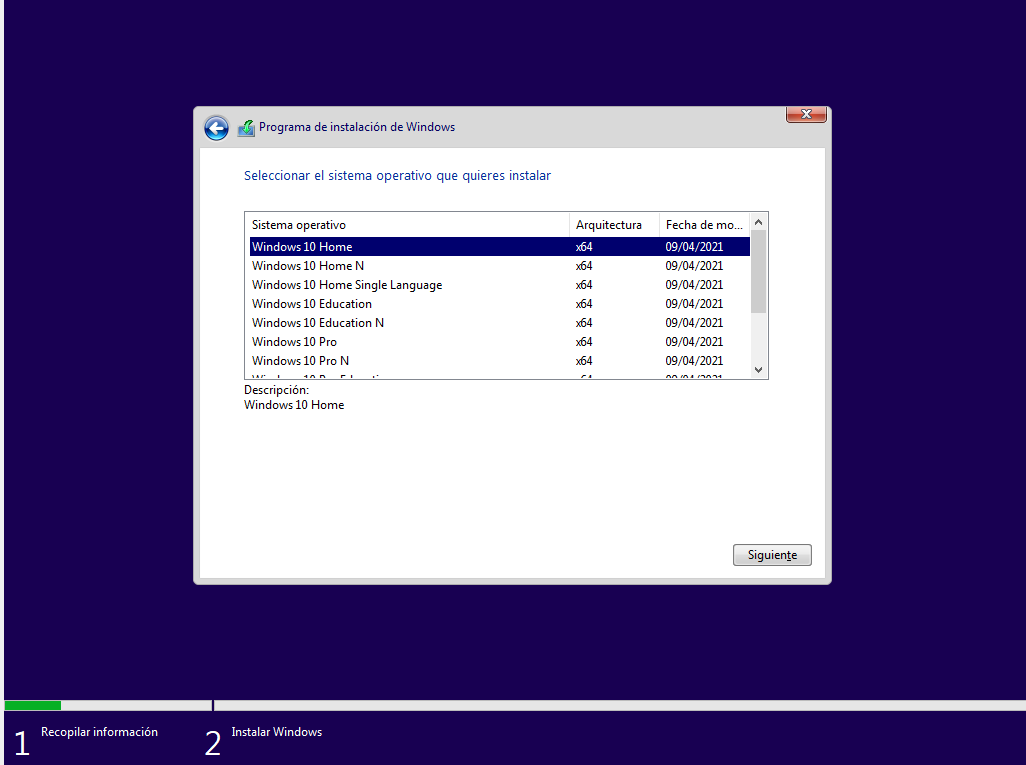 Programa de instalación de Windows
Seleccionar el sistema operativo que quieres instalar
Sistema operativo Arquitectura Fecha de mo...
Windows 10 Home x64 09/04/2021
Windows 10 Home N x64 09/04/2021
Windows 10 Home Single Language x64 09/04/2021
Windows 10 Education x64 09/04/2021
Windows 10 Education N x64 09/04/2021
Windows 10 Pro x64 09/04/2021
Windows 10 Pro N x64 09/04/2021
Descripción:
Windows 10 Home
Siguiente
1 Recopilar información 2 Instalar Windows